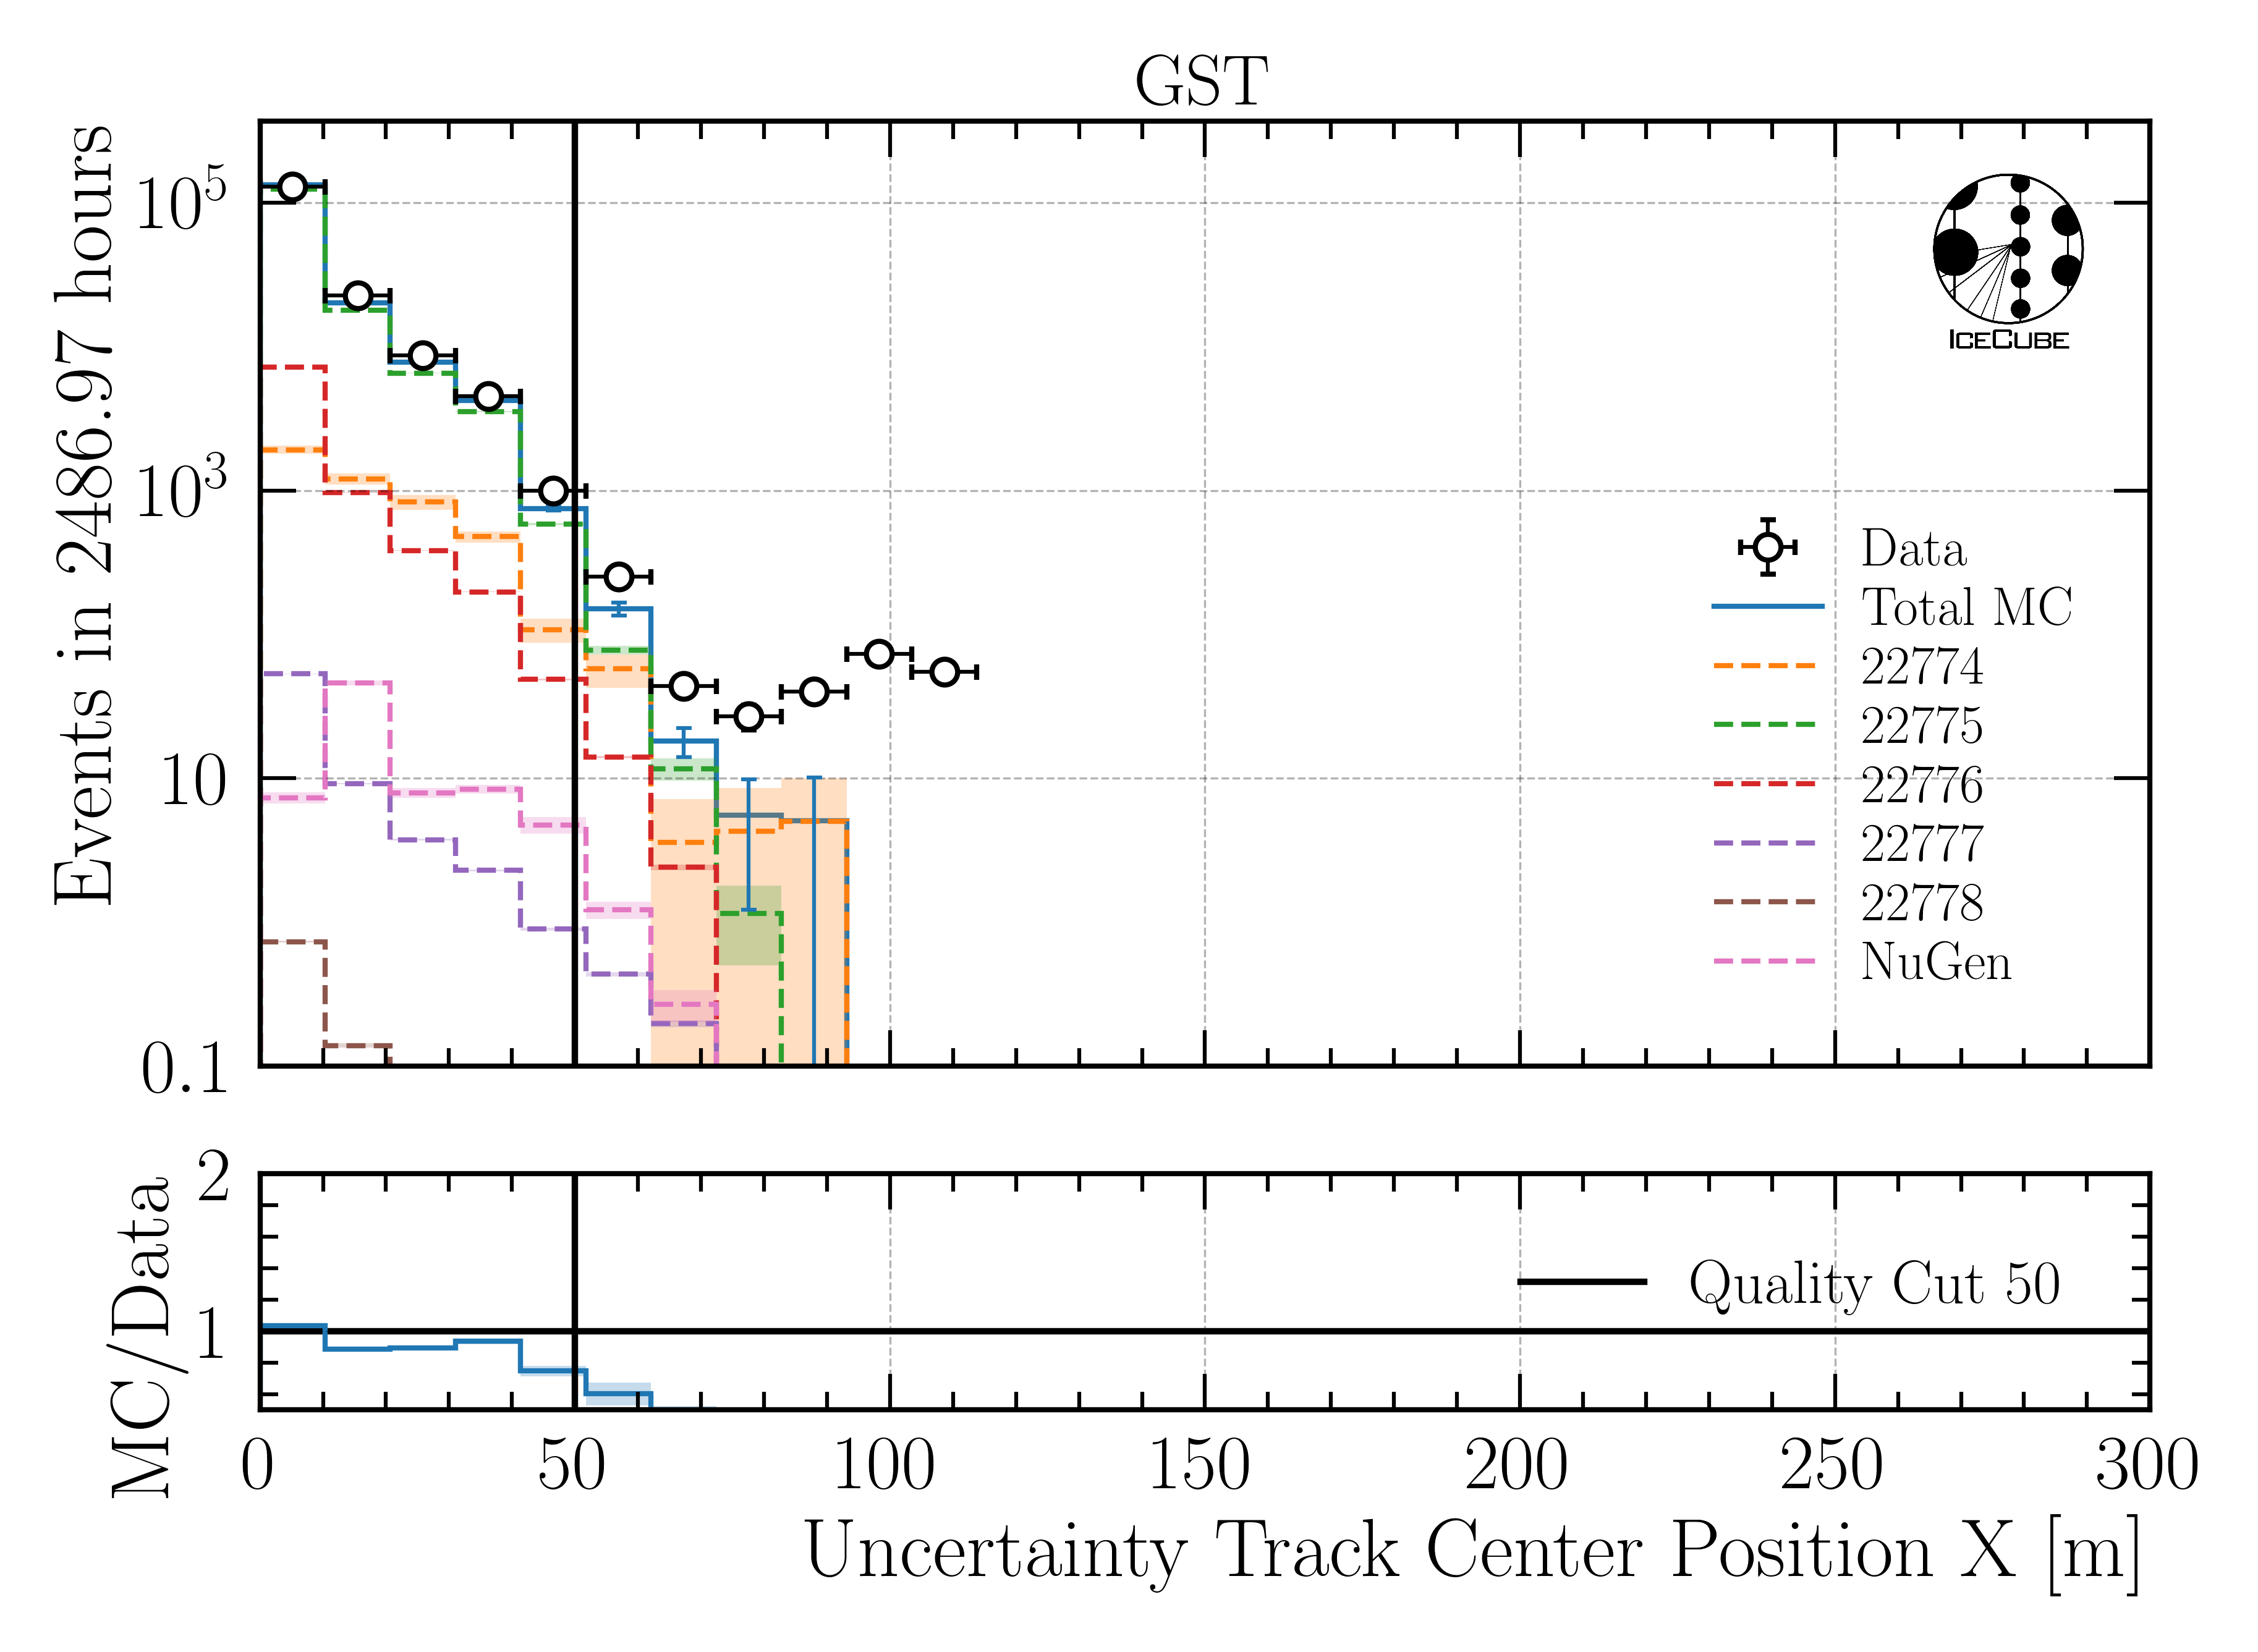 GST
Events in 2486.97 hours
10^5
10^3
10
0.1
ICECUBE
Data
Total MC
22774
22775
22776
22777
22778
NuGen
MC/Data
2
1
Quality Cut 50
0 50 100 150 200 250 300
Uncertainty Track Center Position X [m]